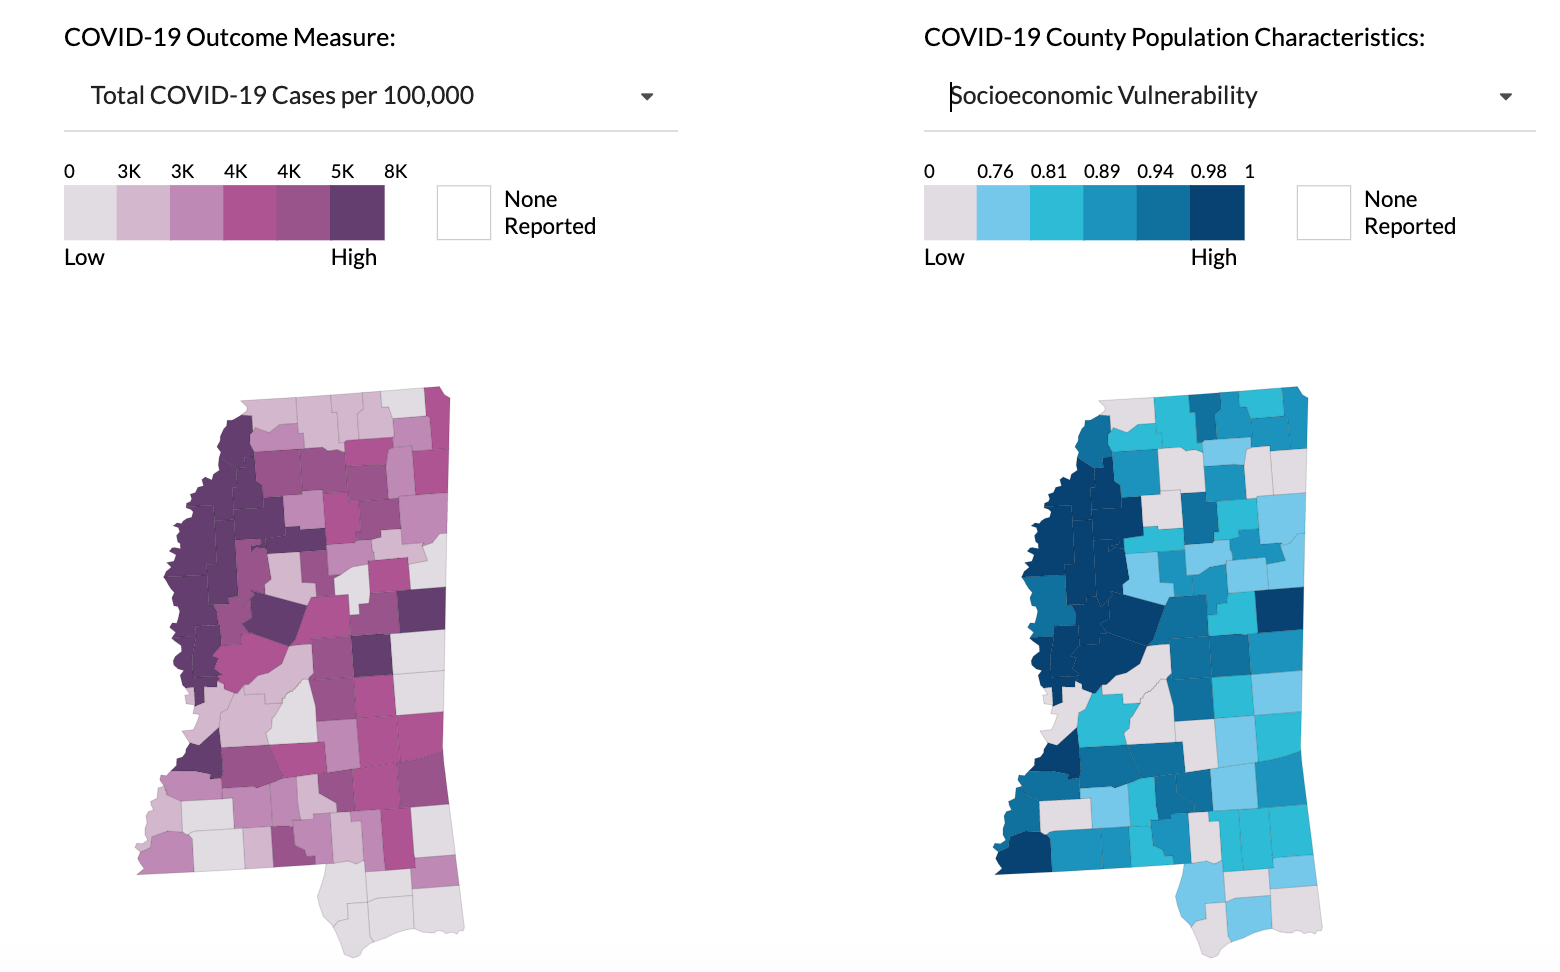 COVID-19 Outcome Measure:
Total COVID-19 Cases per 100,000
0 3K 3K 4K 4K 5K 8K
None
Reported
Low High
COVID-19 County Population Characteristics:
Socioeconomic Vulnerability
0 0.76 0.81 0.89 0.94 0.98 1
None
Reported
Low High